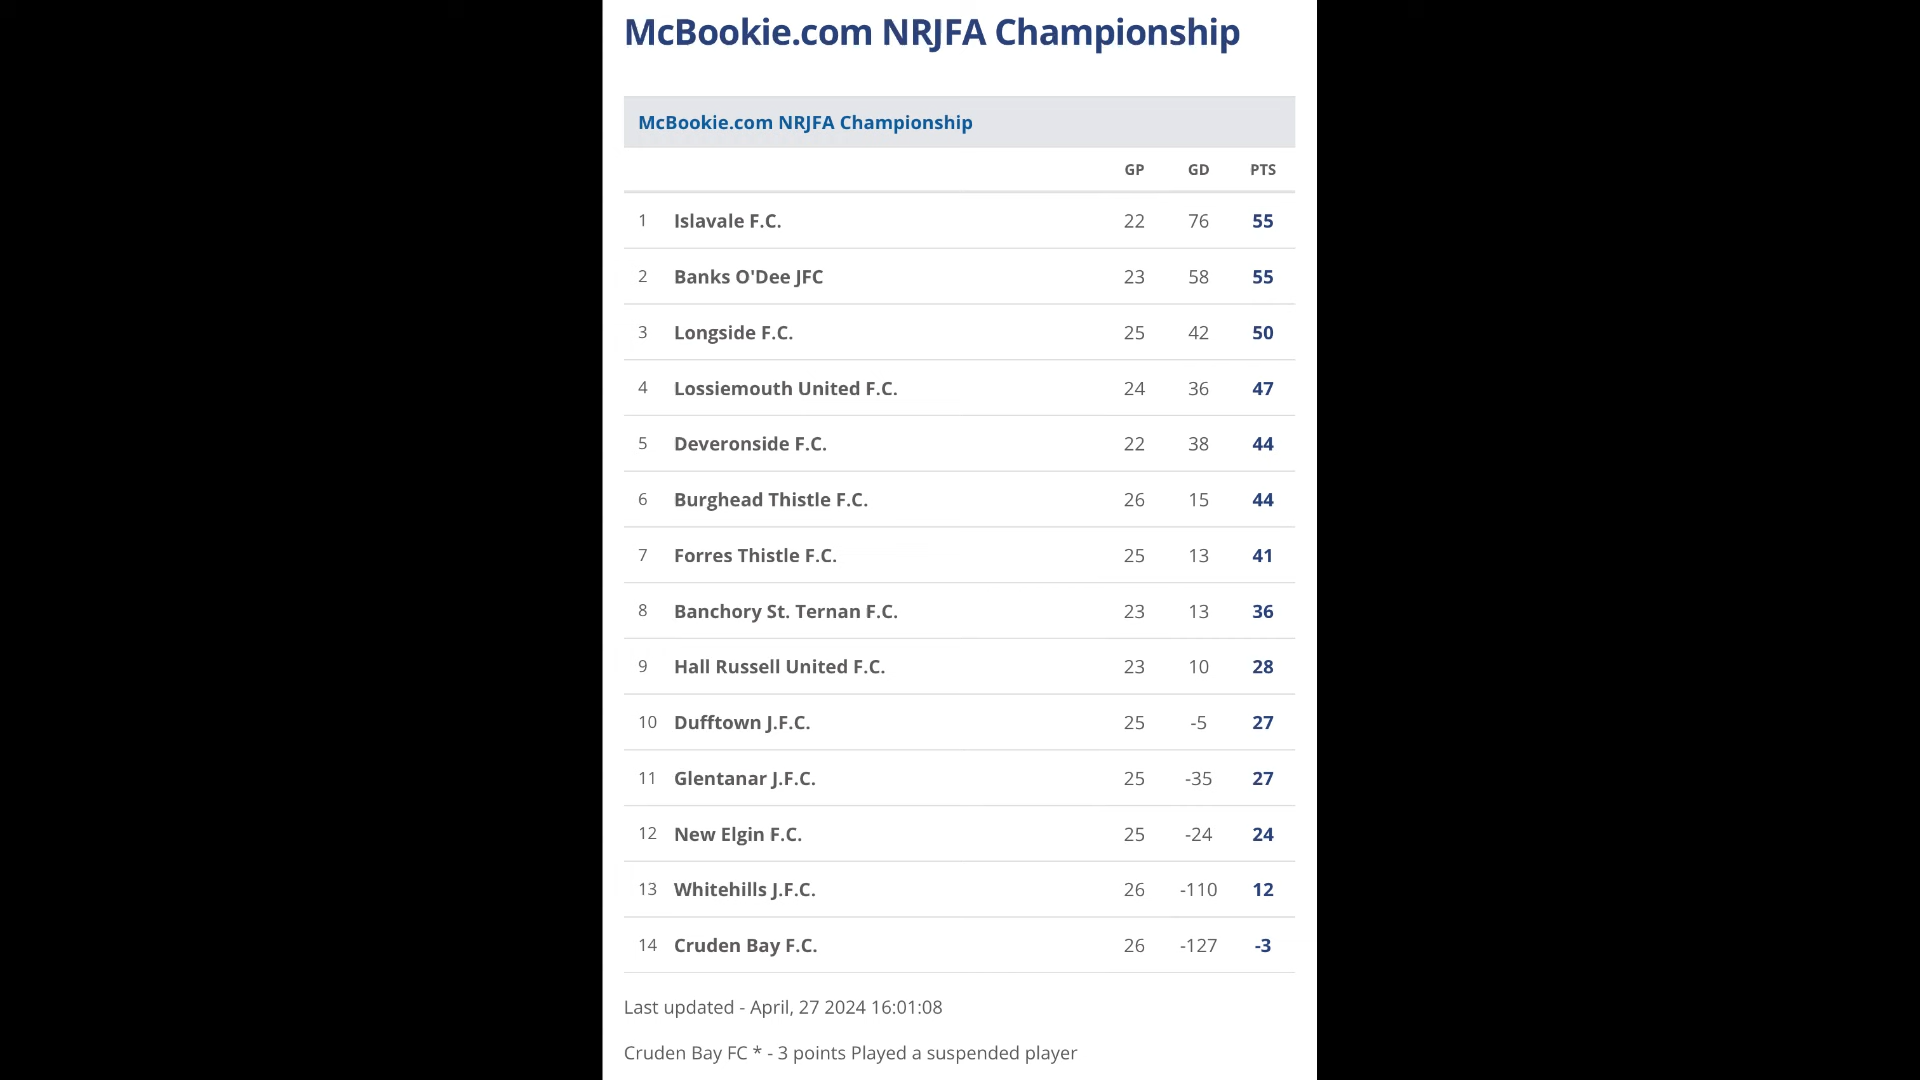 McBookie.com NRJFA Championship
McBookie.com NRJFA Championship
GP GD PTS
1 Islavale F.C. 22 76 55
2 Banks O'Dee JFC 23 58 55
3 Longside F.C. 25 42 50
4 Lossiemouth United F.C. 24 36 47
5 Deveronside F.C. 22 38 44
6 Burghead Thistle F.C. 26 15 44
7 Forres Thistle F.C. 25 13 41
8 Banchory St. Ternan F.C. 23 13 36
9 Hall Russell United F.C. 23 10 28
10 Dufftown J.F.C. 25 -5 27
11 Glentanar J.F.C. 25 -35 27
12 New Elgin F.C. 25 -24 24
13 Whitehills J.F.C. 26 -110 12
14 Cruden Bay F.C. 26 -127 -3
Last updated - April, 27 2024 16:01:08
Cruden Bay FC * - 3 points Played a suspended player